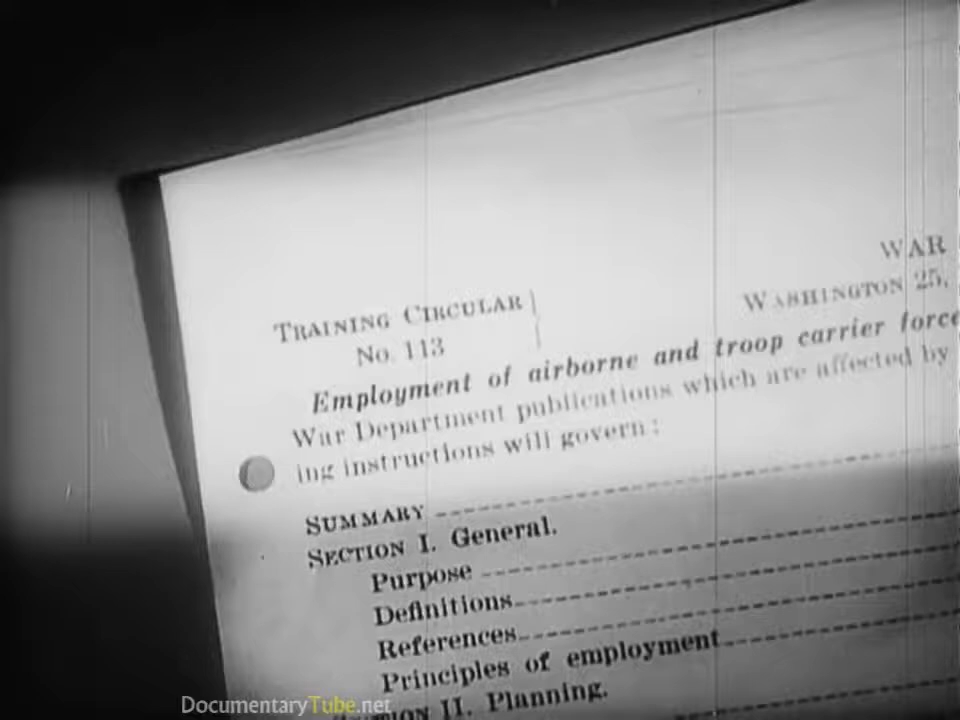 WAR
TRAINING CIRCULAR
WASHINGTON 25,
No. 113
Employment of airborne and troop carrier force
War Department publications which are affected by
ing instructions will govern:
SUMMARY
SECTION I. General.
Purpose
Definitions
References
Principles of employment
II. Planning.
DocumentaryTube.net